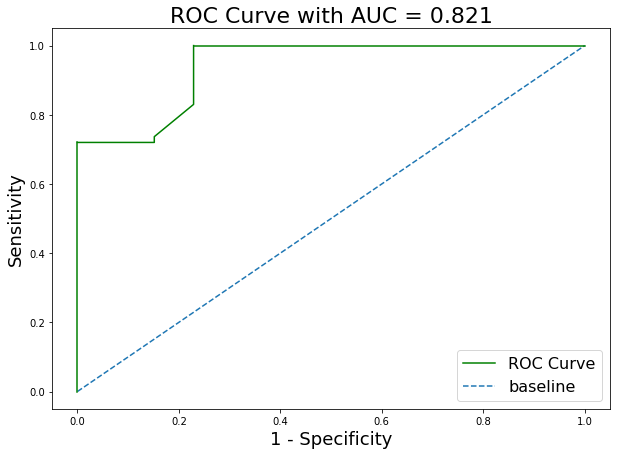 ROC Curve with AUC = 0.821
Sensitivity
1.0
0.8
0.6
0.4
0.2
0.0
0.0 0.2 0.4 0.6 0.8 1.0
1 - Specificity
ROC Curve
baseline